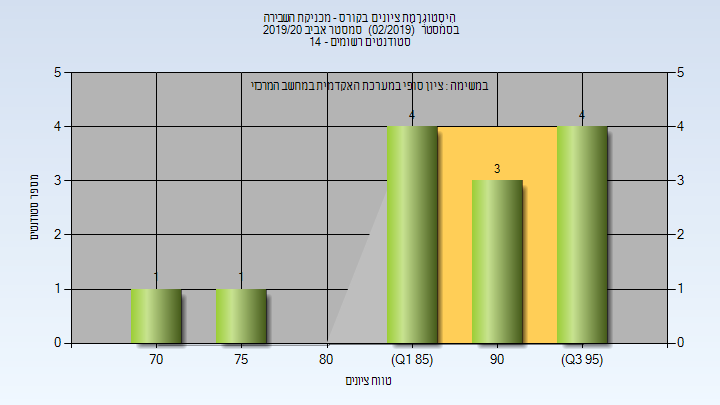 היסטוגרמת ציונים בקורס - מכניקת השבירה
בסמסטר (02/2019) סמסטר אביב 2019/20
סטודנטים רשומים - 14
במשימה : ציון סופי במערכת האקדמית במחשב המרכזי
5 5
4 4
3 3
2 2
1 1
0 0
מספר סטודנטים
1 1 4 3 4
70 75 80 (Q1 85) 90 (Q3 95)
טווח ציונים